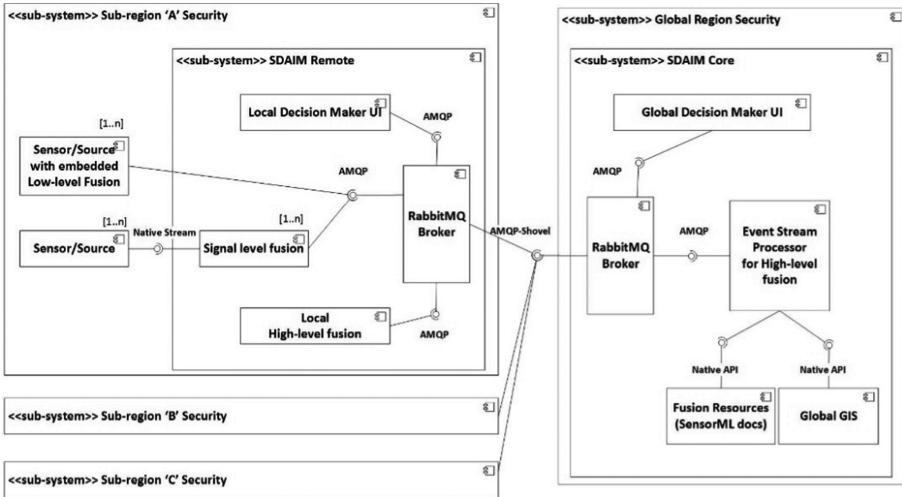 <<sub-system>> Sub-region ‘A’ Security
<<sub-system>> SDAIM Remote
Local Decision Maker UI
AMQP
[1..n]
Sensor/Source
with embedded
Low-level Fusion
AMQP
[1..n]
Sensor/Source
Native Stream
[1..n]
Signal level fusion
RabbitMQ
Broker
Local
High-level fusion
AMQP
AMQP-Shovel
<<sub-system>> Sub-region ‘B’ Security
<<sub-system>> Sub-region ‘C’ Security
<<sub-system>> Global Region Security
<<sub-system>> SDAIM Core
Global Decision Maker UI
AMQP
RabbitMQ
Broker
AMQP
Event Stream
Processor
for High-level
fusion
Native API
Native API
Fusion Resources
(SensorML docs)
Global GIS